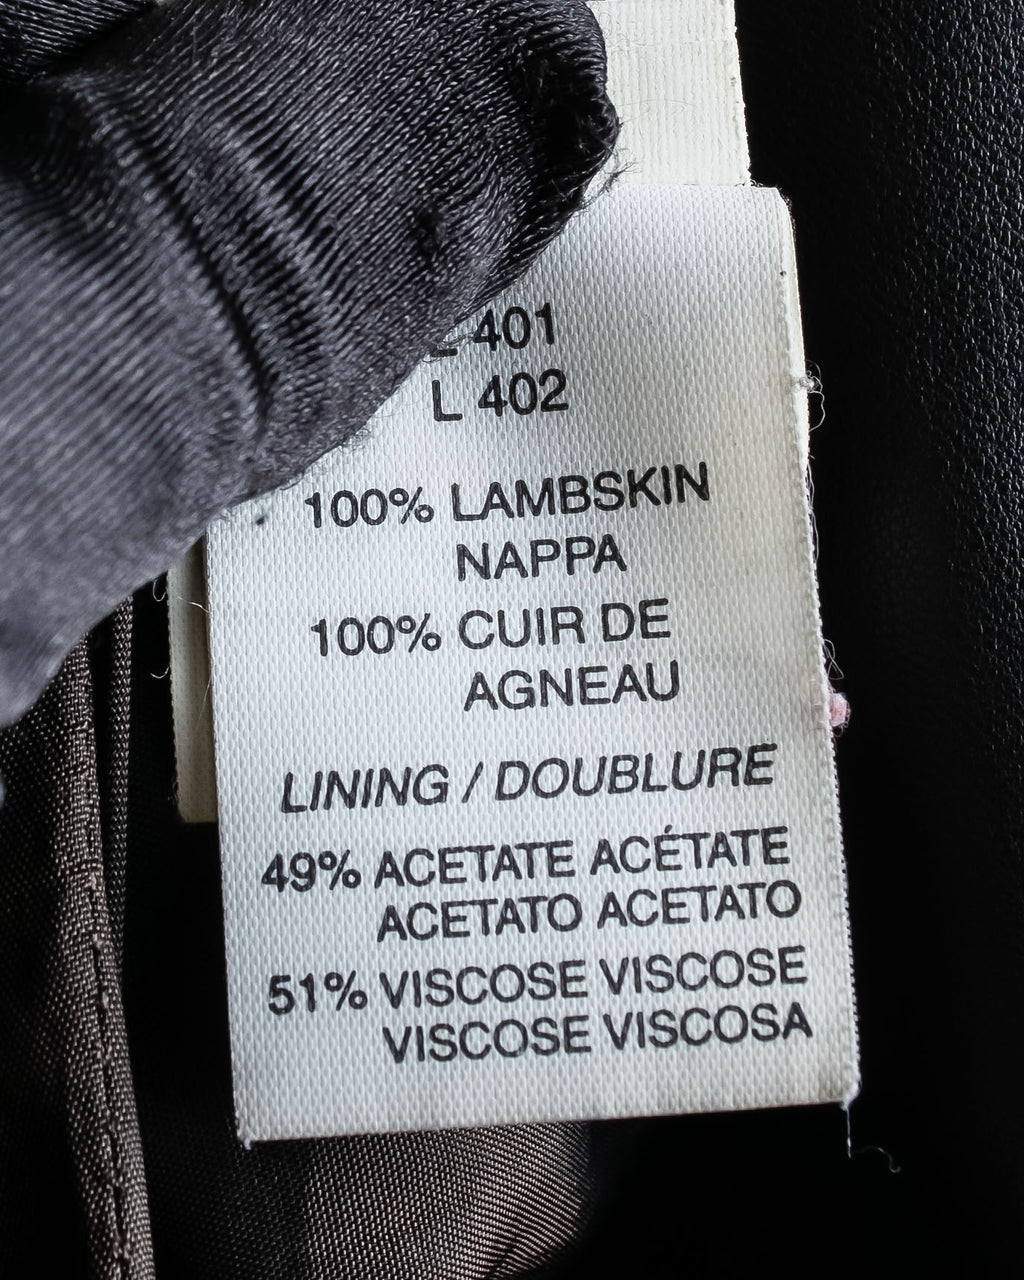 L 401
L 402
100% LAMBSKIN
NAPPA
100% CUIR DE
AGNEAU
LINING / DOUBLURE
49% ACETATE ACÉTATE
ACETATO ACETATO
51% VISCOSE VISCOSE
VISCOSE VISCOSA